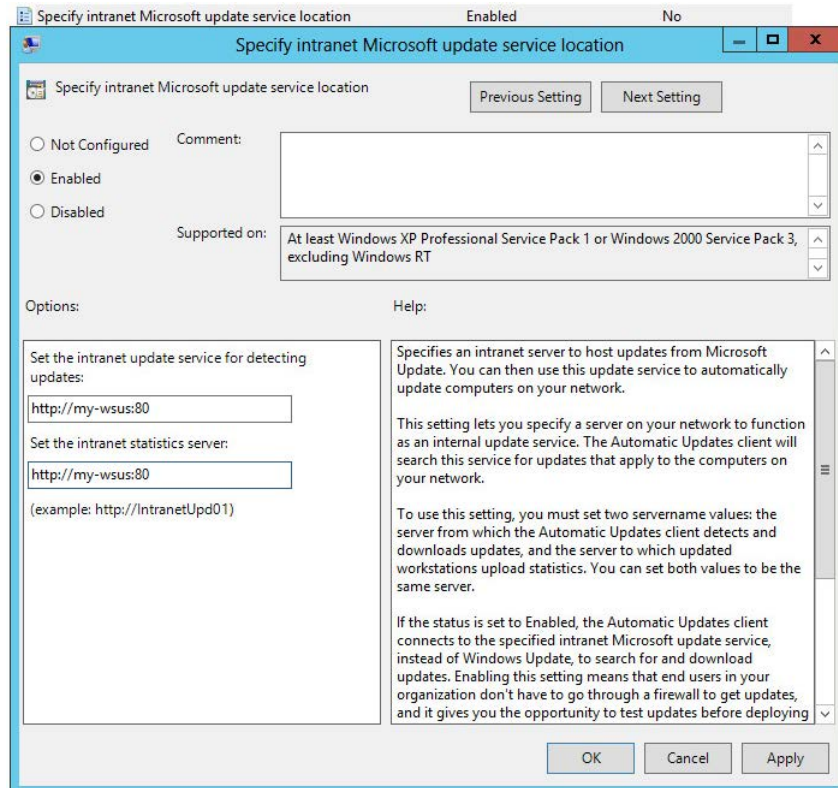 Specify intranet Microsoft update service location Enabled No
Specify intranet Microsoft update service location
Specify intranet Microsoft update service location
Previous Setting
Next Setting
Not Configured
Enabled
Disabled
Comment:
Supported on:
At least Windows XP Professional Service Pack 1 or Windows 2000 Service Pack 3,
excluding Windows RT
Options:
Help:
Set the intranet update service for detecting
updates:
http://my-wsus:80
Set the intranet statistics server:
http://my-wsus:80
(example: http://IntranetUpd01)
Specifies an intranet server to host updates from Microsoft
Update. You can then use this update service to automatically
update computers on your network.
This setting lets you specify a server on your network to function
as an internal update service. The Automatic Updates client will
search this service for updates that apply to the computers on
your network.
To use this setting, you must set two servername values: the
server from which the Automatic Updates client detects and
downloads updates, and the server to which updated
workstations upload statistics. You can set both values to be the
same server.
If the status is set to Enabled, the Automatic Updates client
connects to the specified intranet Microsoft update service,
instead of Windows Update, to search for and download
updates. Enabling this setting means that end users in your
organization don't have to go through a firewall to get updates,
and it gives you the opportunity to test updates before deploying
OK
Cancel
Apply